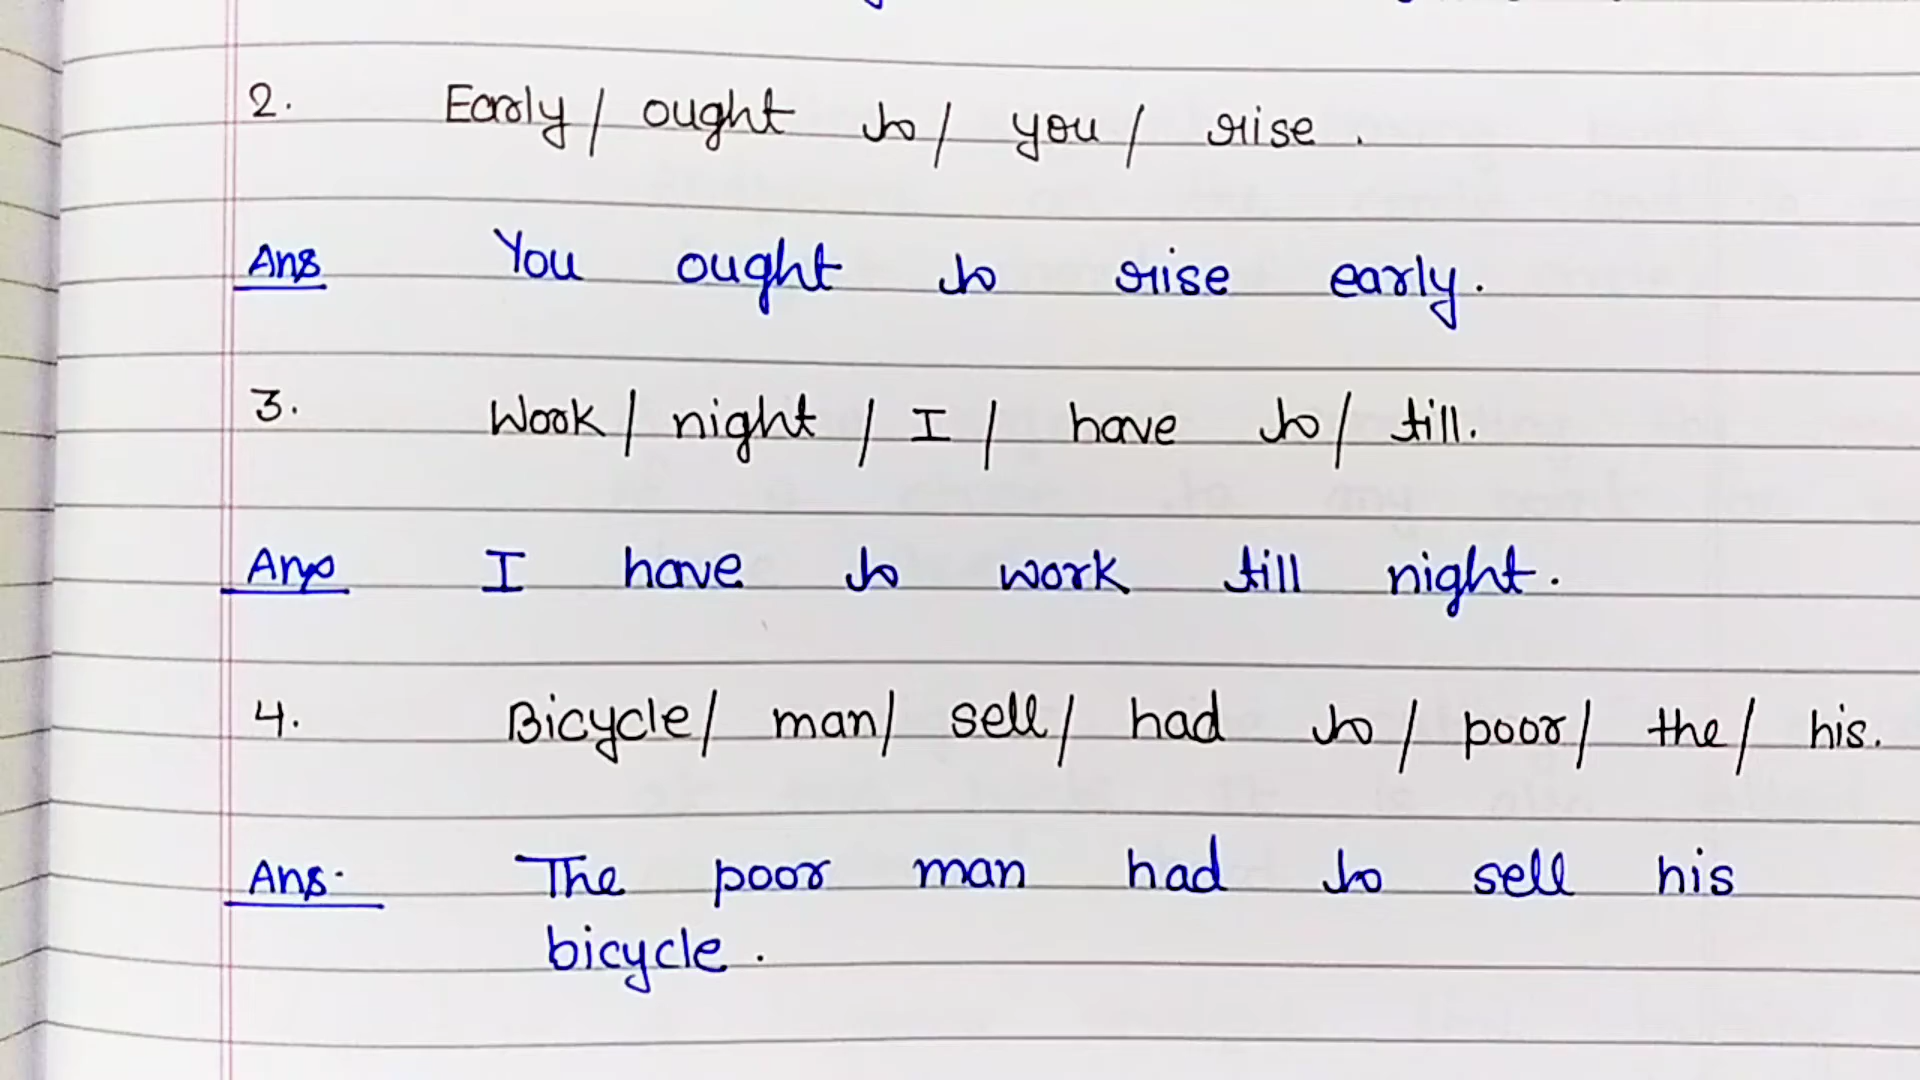 2. Early / ought to / you / rise.
Ans You ought to rise early.
3. Work / night / I / have to / till.
Ans I have to work till night.
4. Bicycle / man / sell / had to / poor / the / his.
Ans. The poor man had to sell his
bicycle.